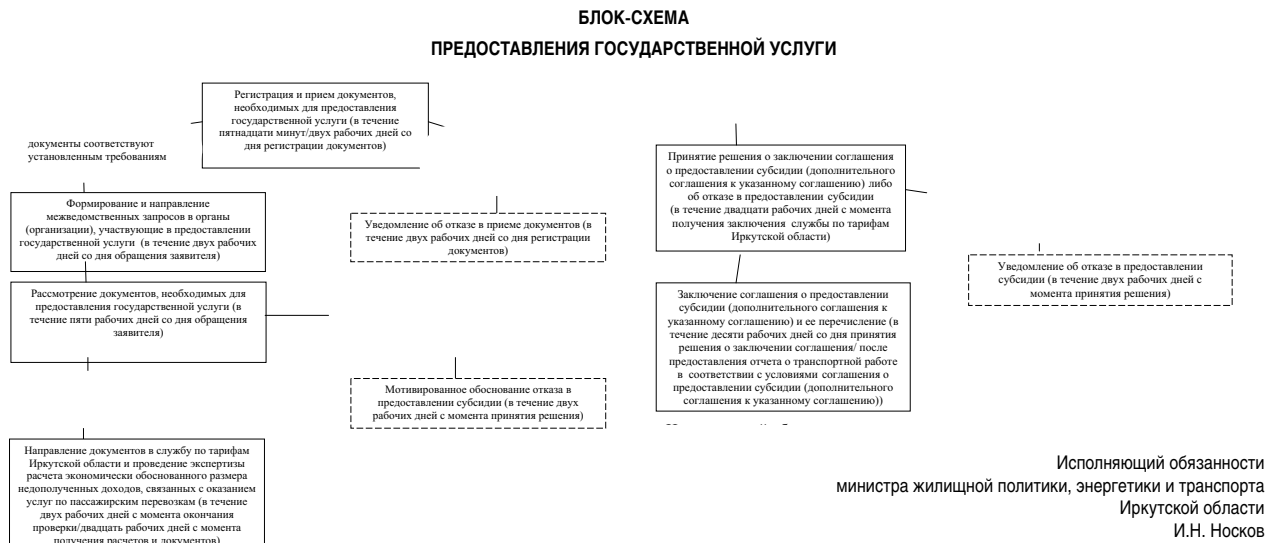 БЛОК-СХЕМА
ПРЕДОСТАВЛЕНИЯ ГОСУДАРСТВЕННОЙ УСЛУГИ
Регистрация и прием документов,
необходимых для предоставления
государственной услуги (в течение
пятнадцати минут/двух рабочих дней со
дня регистрации документов)
документы соответствуют
установленным требованиям
Формирование и направление
межведомственных запросов в органы
(организации), участвующие в предоставлении
государственной услуги (в течение двух рабочих
дней со дня обращения заявителя)
Уведомление об отказе в приеме документов (в
течение двух рабочих дней со дня регистрации
документов)
Рассмотрение документов, необходимых для
предоставления государственной услуги (в
течение пяти рабочих дней со дня обращения
заявителя)
Мотивированное обоснование отказа в
предоставлении субсидии (в течение двух
рабочих дней с момента принятия решения)
Направление документов в службу по тарифам
Иркутской области и проведение экспертизы
расчета экономически обоснованного размера
недополученных доходов, связанных с оказанием
услуг по пассажирским перевозкам (в течение
двух рабочих дней с момента окончания
проверки/двадцать рабочих дней с момента
получения расчетов и документов)
Принятие решения о заключении соглашения
о предоставлении субсидии (дополнительного
соглашения к указанному соглашению) либо
об отказе в предоставлении субсидии
(в течение двадцати рабочих дней с момента
получения заключения службы по тарифам
Иркутской области)
Уведомление об отказе в предоставлении
субсидии (в течение двух рабочих дней с
момента принятия решения)
Заключение соглашения о предоставлении
субсидии (дополнительного соглашения к
указанному соглашению) и ее перечисление (в
течение десяти рабочих дней со дня принятия
решения о заключении соглашения/ после
предоставления отчета о транспортной работе
в соответствии с условиями соглашения о
предоставлении субсидии (дополнительного
соглашения к указанному соглашению))
Исполняющий обязанности
министра жилищной политики, энергетики и транспорта
Иркутской области
И.Н. Носков